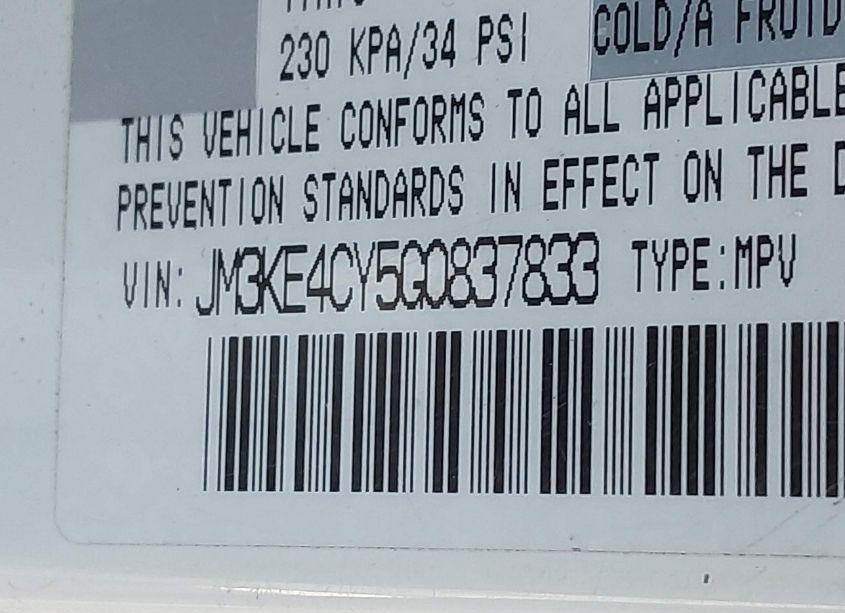 230 KPA/34 PSI COLD/A FROID
THIS VEHICLE CONFORMS TO ALL APPLICABLE
PREVENTION STANDARDS IN EFFECT ON THE D
VIN: JM3KE4CY5G0837833 TYPE:MPV